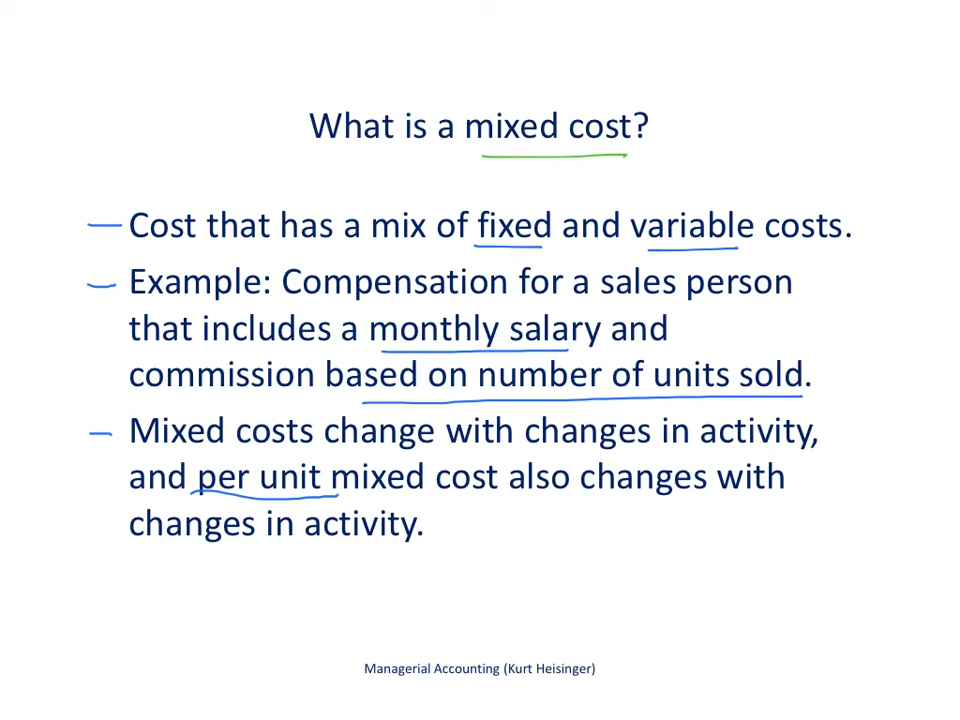 What is a mixed cost?
Cost that has a mix of fixed and variable costs.
Example: Compensation for a sales person
that includes a monthly salary and
commission based on number of units sold.
Mixed costs change with changes in activity,
and per unit mixed cost also changes with
changes in activity.
Managerial Accounting (Kurt Heisinger)